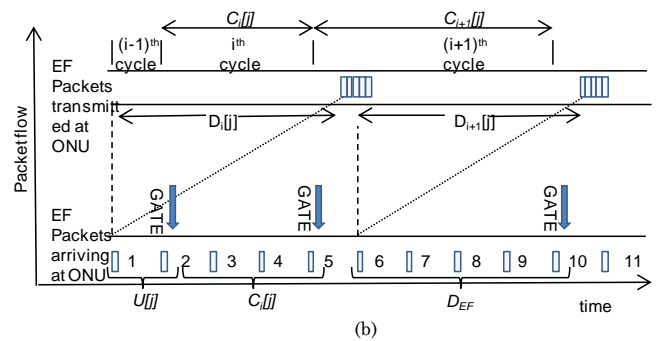 C_i[j] C_{i+1}[j]
(i-1)^th cycle
i^th cycle
(i+1)^th cycle
EF Packets transmitt ed at ONU
D_i[j] D_{i+1}[j]
Packet flow
GATE GATE GATE
EF Packets arriving at ONU
1 2 3 4 5 6 7 8 9 10 11
U[j] C_i[j] D_EF time
(b)